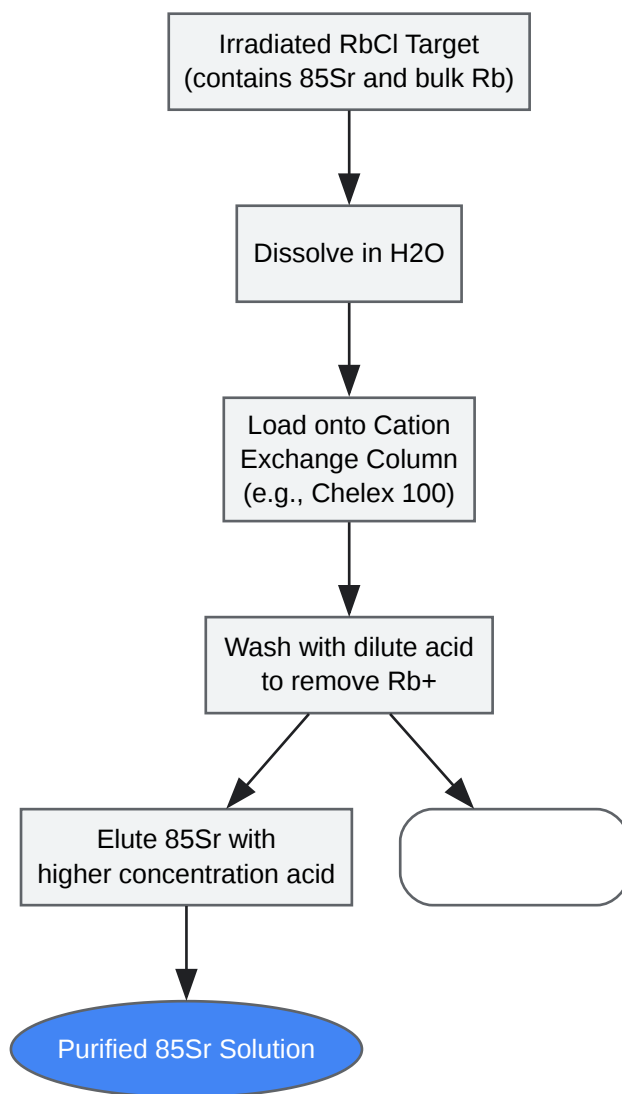 Irradiated RbCl Target
(contains 85Sr and bulk Rb)
Dissolve in H2O
Load onto Cation
Exchange Column
(e.g., Chelex 100)
Wash with dilute acid
to remove Rb+
Elute 85Sr with
higher concentration acid
Purified 85Sr Solution